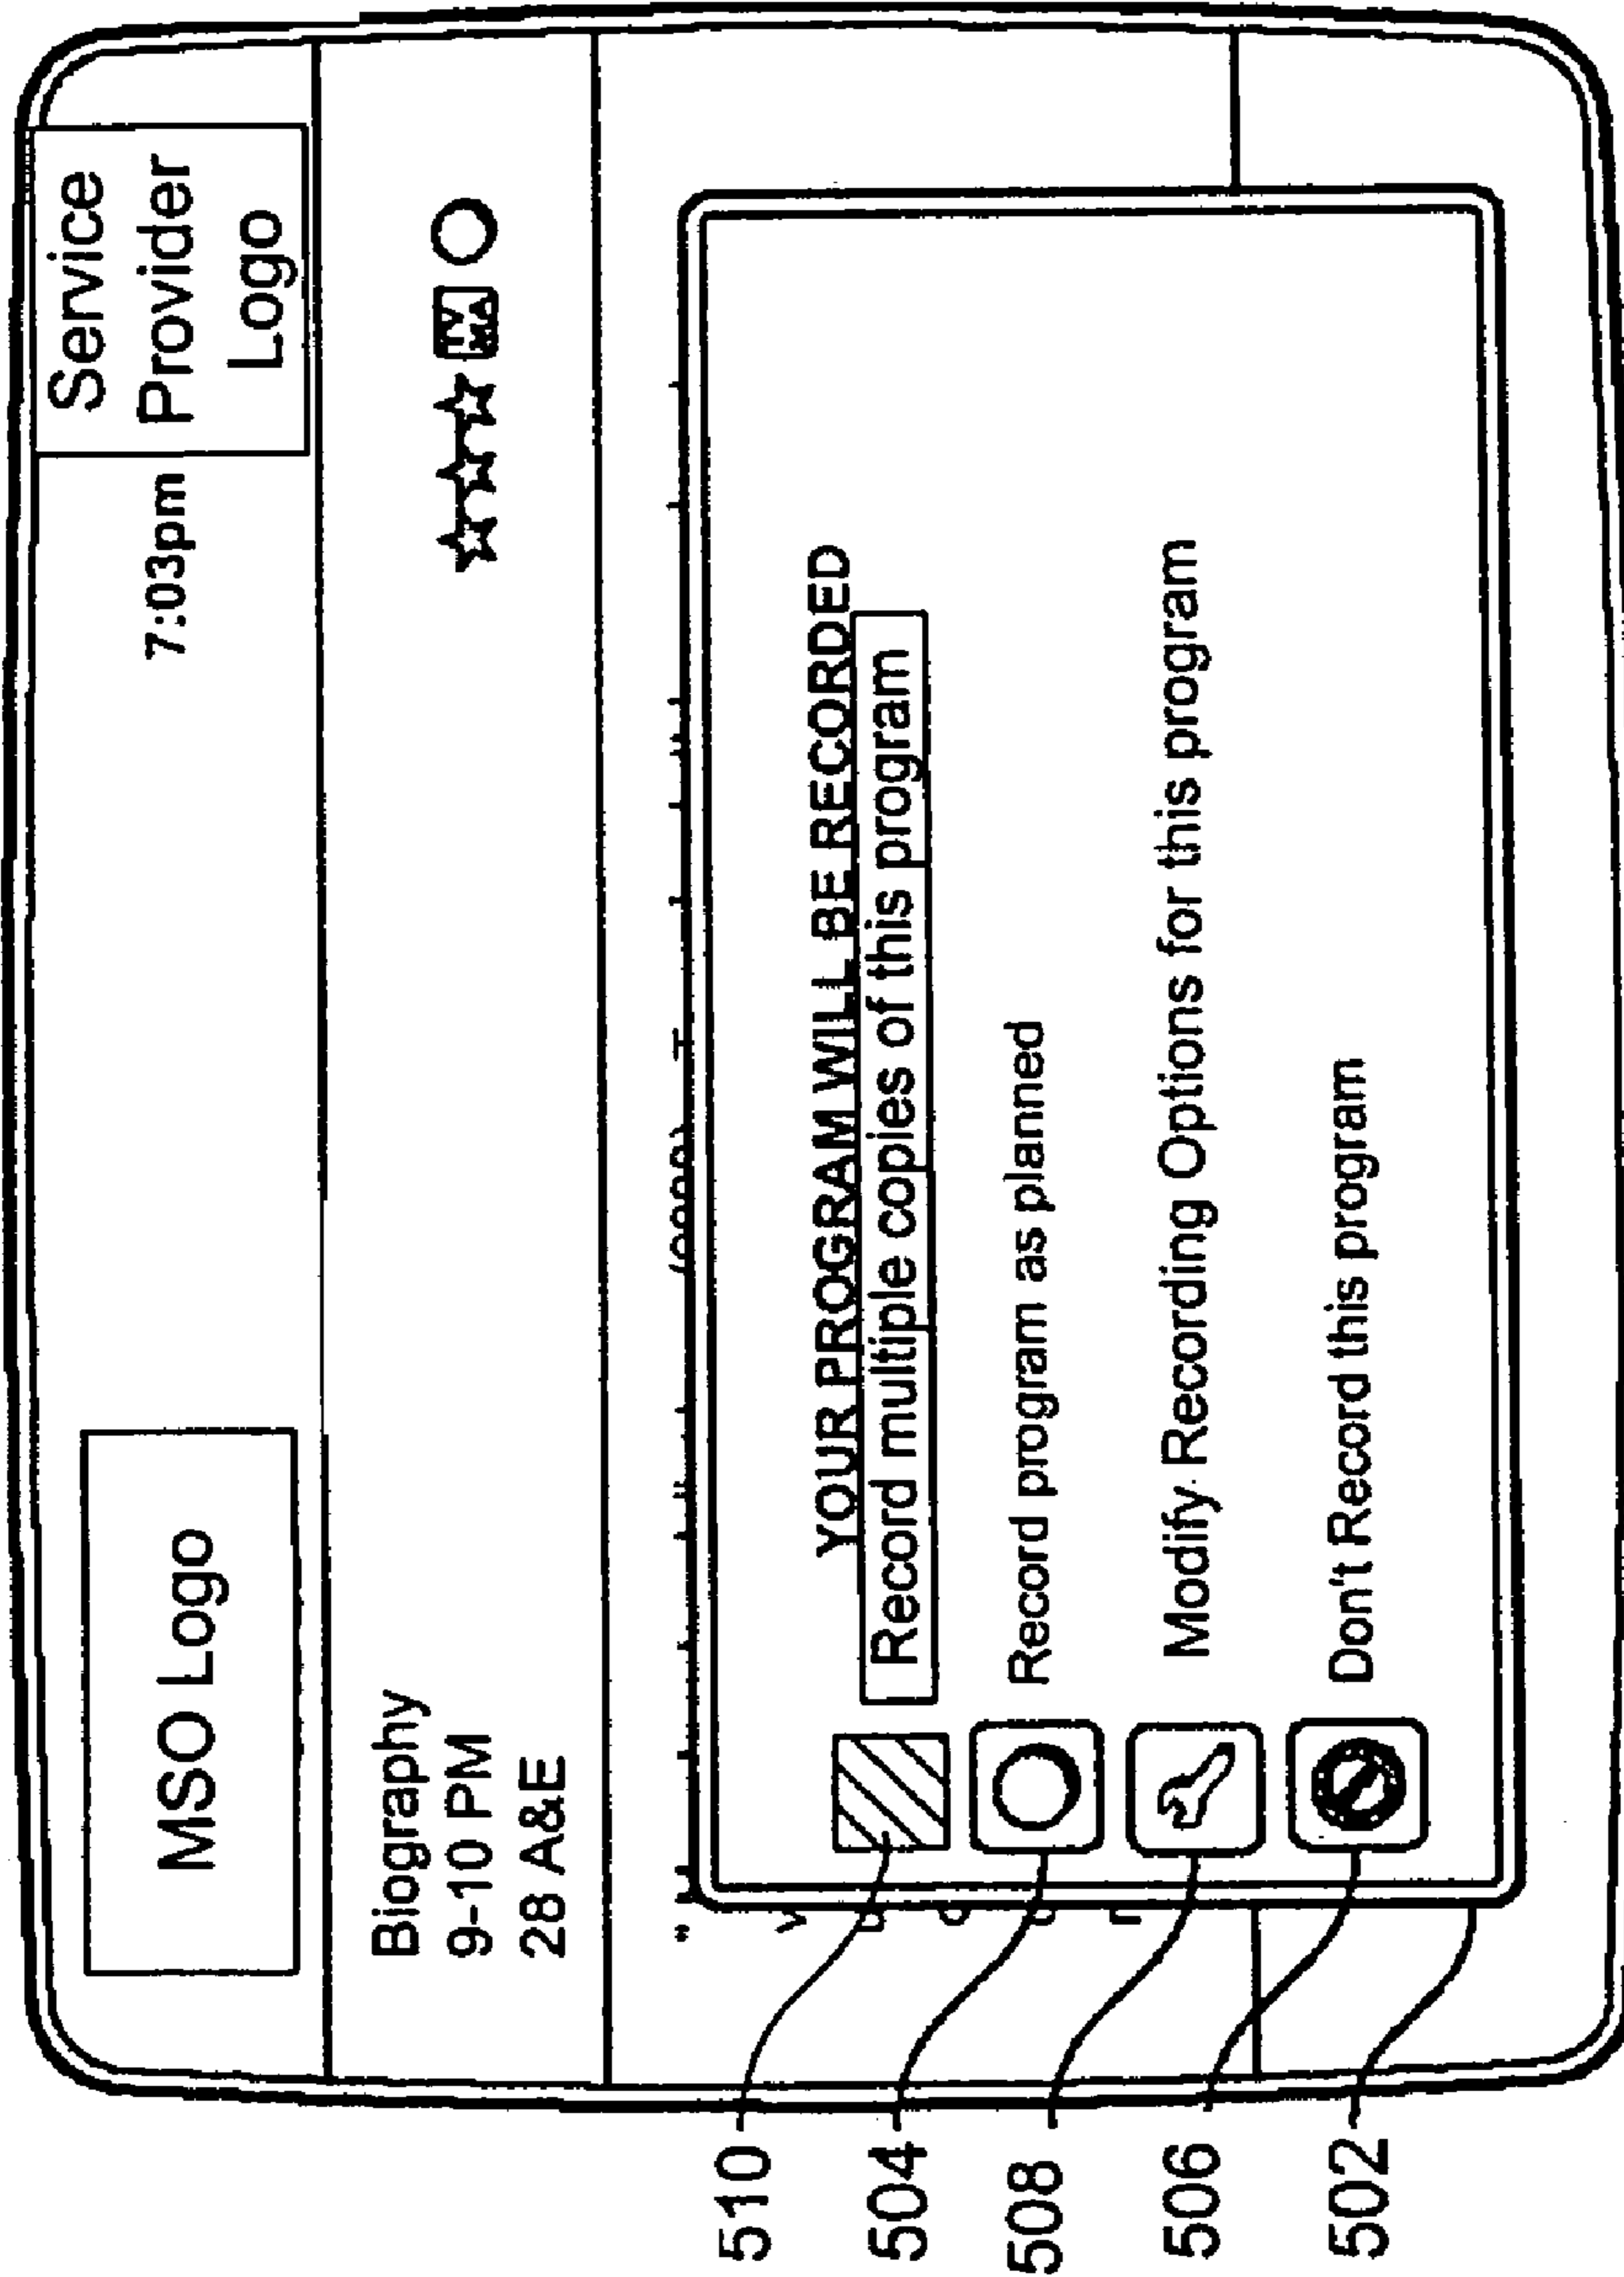 MSO Logo
7:03pm
Service
Provider
Logo
Biography
9-10 PM
28 A&E
TV
MA
YOUR PROGRAM WILL BE RECORDED
Record multiple copies of this program
Record program as planned
Modify Recording Options for this program
Don't Record this program
510
504
508
506
502